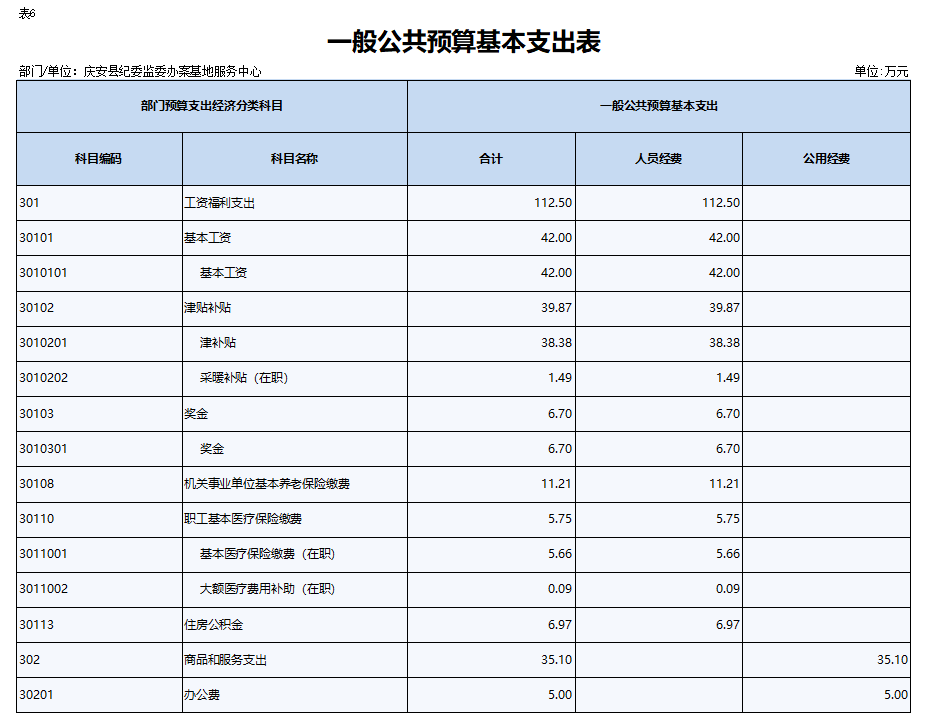 表6
一般公共预算基本支出表
部门/单位：庆安县纪委监委办案基地服务中心 单位:万元
部门预算支出经济分类科目 一般公共预算基本支出
科目编码 科目名称 合计 人员经费 公用经费
301 工资福利支出 112.50 112.50
30101 基本工资 42.00 42.00
3010101 基本工资 42.00 42.00
30102 津贴补贴 39.87 39.87
3010201 津补贴 38.38 38.38
3010202 采暖补贴（在职） 1.49 1.49
30103 奖金 6.70 6.70
3010301 奖金 6.70 6.70
30108 机关事业单位基本养老保险缴费 11.21 11.21
30110 职工基本医疗保险缴费 5.75 5.75
3011001 基本医疗保险缴费（在职） 5.66 5.66
3011002 大额医疗费用补助（在职） 0.09 0.09
30113 住房公积金 6.97 6.97
302 商品和服务支出 35.10 35.10
30201 办公费 5.00 5.00